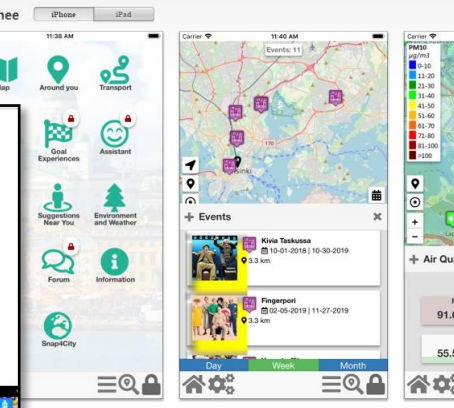 nee
iPhone
iPad
Carrier
11:38 AM
11:40 AM
Carrier
Map
Around you
Transport
Goal
Experiences
Assistant
Suggestions
Near You
Environment
and Weather
Forum
Information
Snap4City
Events: 11
170
Helsinki
Events
Kivia Taskussa
10-01-2018 | 10-30-2019
3.3 km
Fingerpori
02-05-2019 | 11-27-2019
3.3 km
Day
Week
Month
PM10
µg/m3
0-10
11-20
21-30
31-40
41-50
51-60
61-70
71-80
81-100
>100
+
−
Air Qua
91.6
55.5